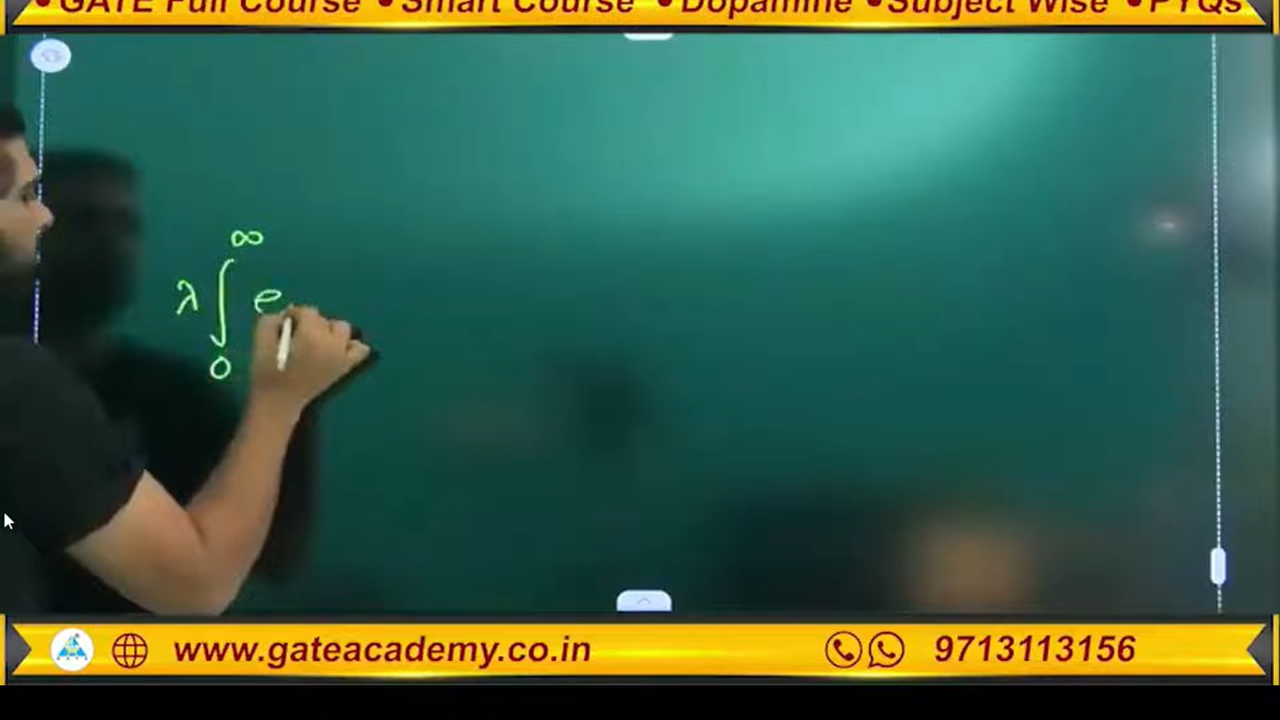 •GATE Full Course •Smart Course •Dopamine •Subject Wise •PYQs
∞
λ ∫ e
0
www.gateacademy.co.in 9713113156